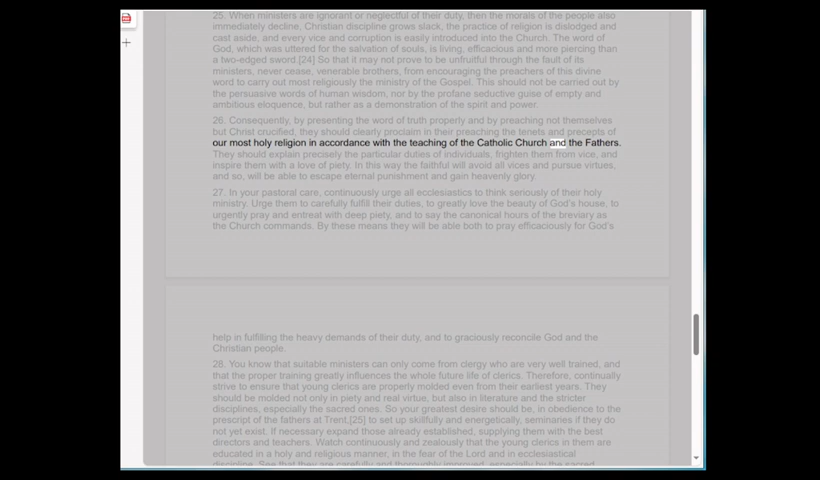 25. When ministers are ignorant or neglectful of their duty, then the morals of the people also
immediately decline, Christian discipline grows slack, the practice of religion is dislodged and
cast aside, and every vice and corruption is easily introduced into the Church. The word of
God, which was uttered for the salvation of souls, is living, efficacious and more piercing than
a two-edged sword.[24] So that it may not prove to be unfruitful through the fault of its
ministers, never cease, venerable brothers, from encouraging the preachers of this divine
word to carry out most religiously the ministry of the Gospel. This should not be carried out by
the persuasive words of human wisdom, nor by the profane seductive guise of empty and
ambitious eloquence, but rather as a demonstration of the spirit and power.
26. Consequently, by presenting the word of truth properly and by preaching not themselves
but Christ crucified, they should clearly proclaim in their preaching the tenets and precepts of
our most holy religion in accordance with the teaching of the Catholic Church and the Fathers.
They should explain precisely the particular duties of individuals, frighten them from vice, and
inspire them with a love of piety. In this way the faithful will avoid all vices and pursue virtues,
and so, will be able to escape eternal punishment and gain heavenly glory.
27. In your pastoral care, continuously urge all ecclesiastics to think seriously of their holy
ministry. Urge them to carefully fulfill their duties, to greatly love the beauty of God's house, to
urgently pray and entreat with deep piety, and to say the canonical hours of the breviary as
the Church commands. By these means they will be able both to pray efficaciously for God's
help in fulfilling the heavy demands of their duty, and to graciously reconcile God and the
Christian people.
28. You know that suitable ministers can only come from clergy who are very well trained, and
that the proper training greatly influences the whole future life of clerics. Therefore, continually
strive to ensure that young clerics are properly molded even from their earliest years. They
should be molded not only in piety and real virtue, but also in literature and the stricter
disciplines, especially the sacred ones. So your greatest desire should be, in obedience to the
prescript of the fathers at Trent,[25] to set up skillfully and energetically, seminaries if they do
not yet exist. If necessary expand those already established, supplying them with the best
directors and teachers. Watch continuously and zealously that the young clerics in them are
educated in a holy and religious manner, in the fear of the Lord and in ecclesiastical
discipline. See that they are carefully and thoroughly improved, especially by the sacred